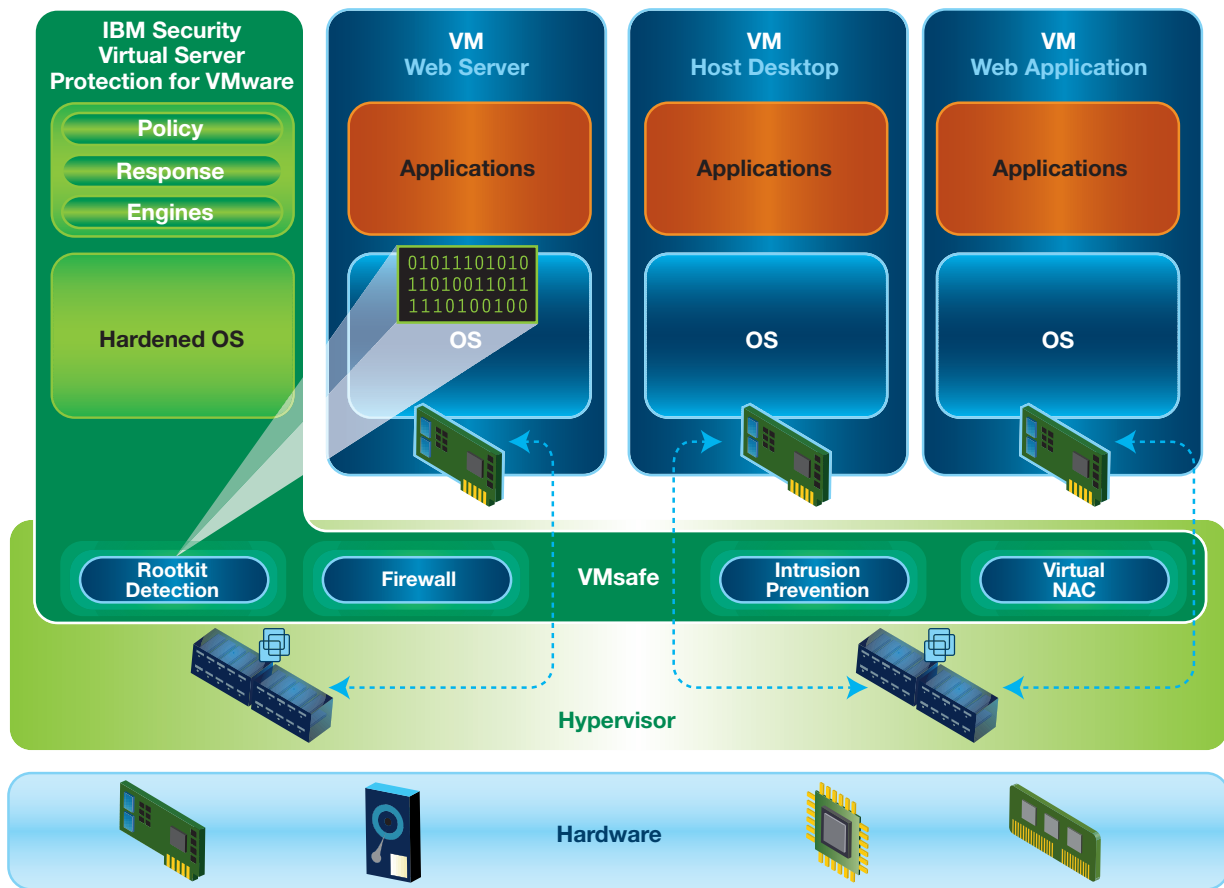 IBM Security
Virtual Server
Protection for VMware
Policy
Response
Engines
Hardened OS
VM
Web Server
Applications
01011101010
11010011011
1110100100
OS
VM
Host Desktop
Applications
OS
VM
Web Application
Applications
OS
Rootkit
Detection
Firewall
VMsafe
Intrusion
Prevention
Virtual
NAC
Hypervisor
Hardware